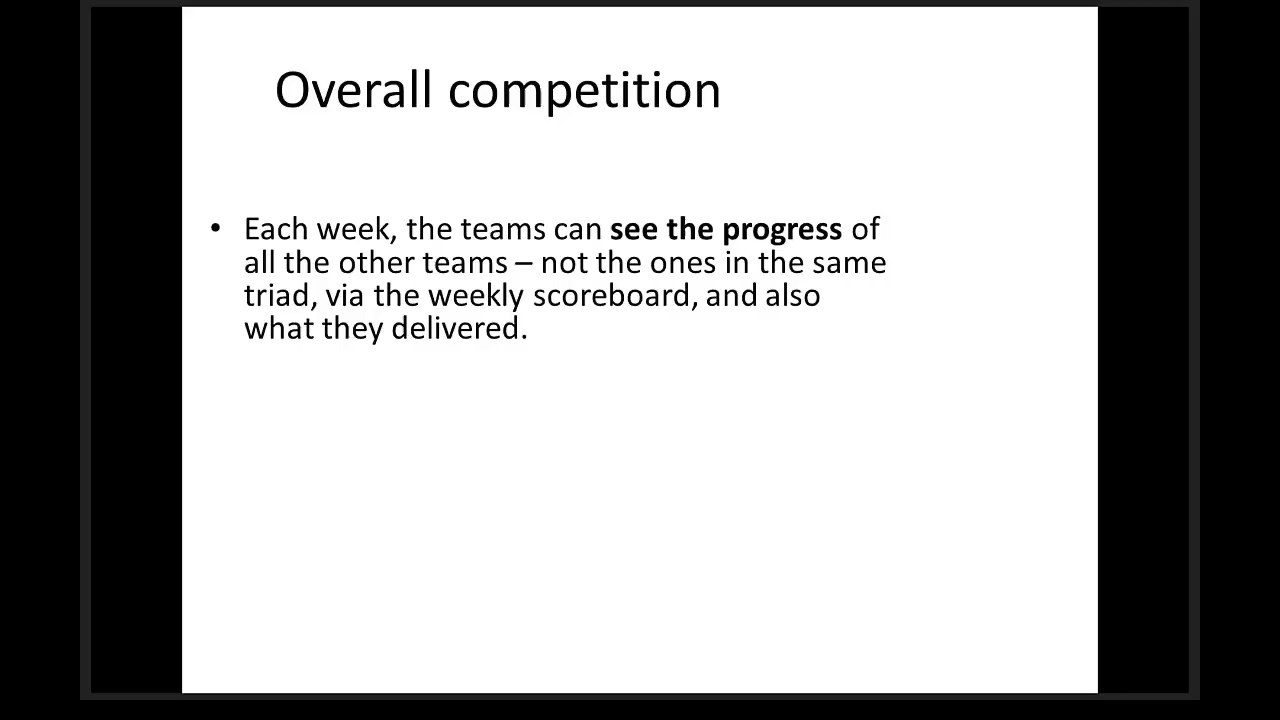 Overall competition
• Each week, the teams can see the progress of
all the other teams – not the ones in the same
triad, via the weekly scoreboard, and also
what they delivered.